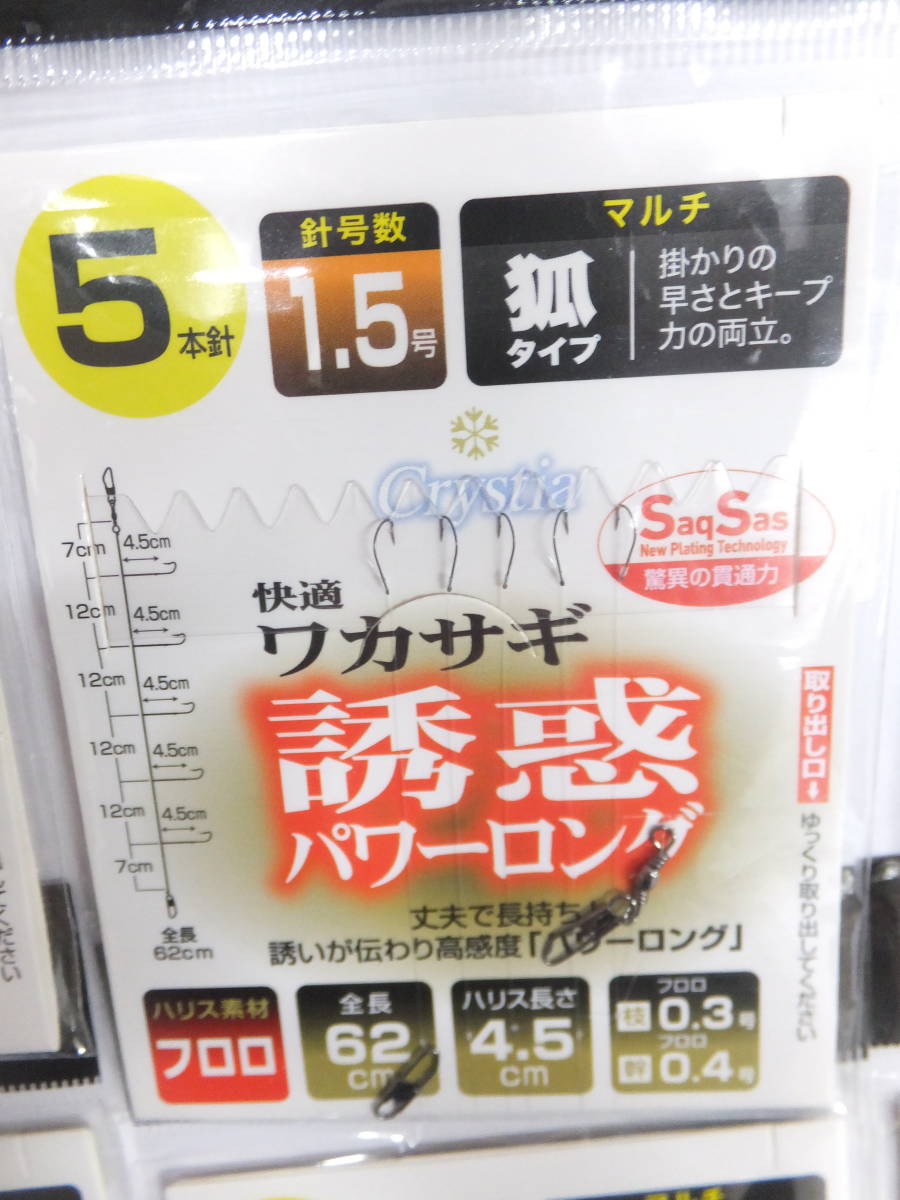 5本針
針号数
1.5号
マルチ
狐
タイプ
掛かりの
早さとキープ
力の両立。
Crystia
SaqSas
New Plating Technology
驚異の貫通力
7cm
4.5cm
12cm
4.5cm
12cm
4.5cm
12cm
4.5cm
12cm
4.5cm
7cm
全長
62cm
快適
ワカサギ
誘惑
パワーロング
取り出し口
ゆっくり取り出してください
丈夫で長持ち
誘いが伝わり高感度「パワーロング」
ハリス素材
フロロ
全長
62
cm
ハリス長さ
4.5
cm
フロロ
枝 0.3号
フロロ
幹 0.4号
ください
マルチ